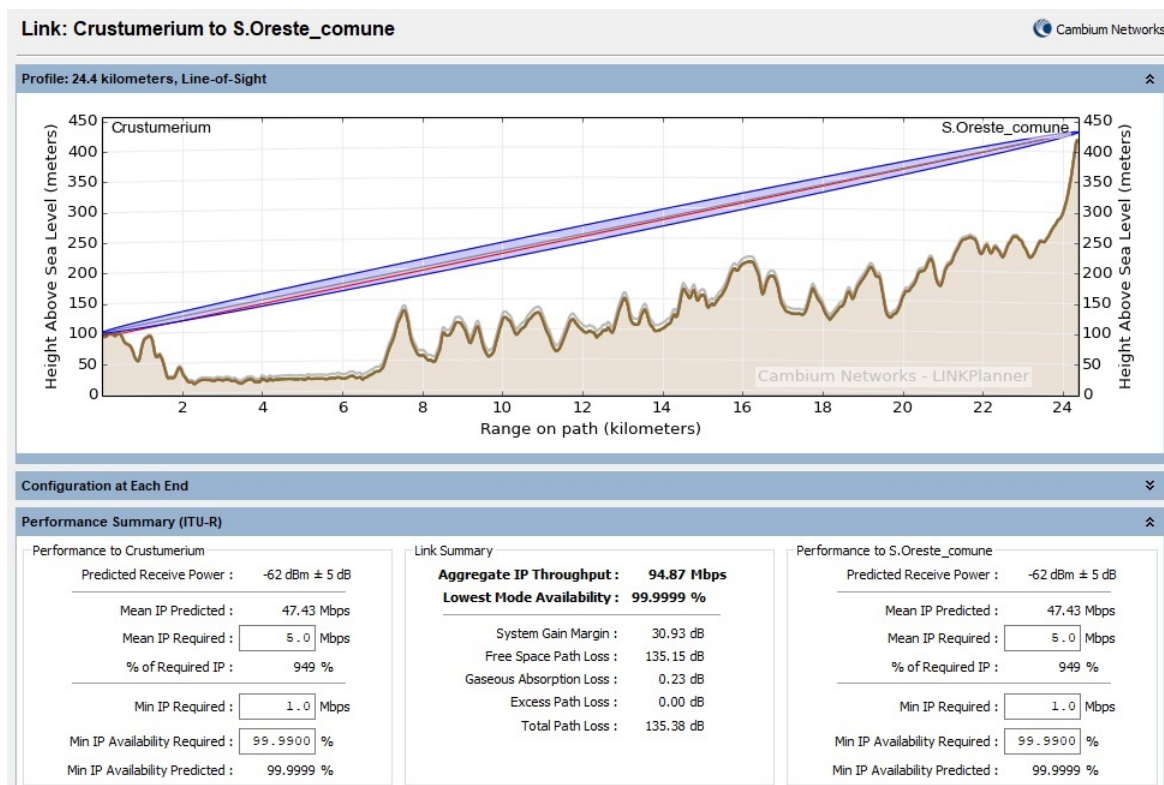 Link: Crustumerium to S.Oreste_comune
Cambium Networks
Profile: 24.4 kilometers, Line-of-Sight
Crustumerium
S.Oreste_comune
Height Above Sea Level (meters)
450
400
350
300
250
200
150
100
50
0
450
400
350
300
250
200
150
100
50
0
Height Above Sea Level (meters)
Cambium Networks - LINKPlanner
2 4 6 8 10 12 14 16 18 20 22 24
Range on path (kilometers)
Configuration at Each End
Performance Summary (ITU-R)
Performance to Crustumerium
Predicted Receive Power : -62 dBm ± 5 dB
Mean IP Predicted : 47.43 Mbps
Mean IP Required : 5.0 Mbps
% of Required IP : 949 %
Min IP Required : 1.0 Mbps
Min IP Availability Required : 99.9900 %
Min IP Availability Predicted : 99.9999 %
Link Summary
Aggregate IP Throughput : 94.87 Mbps
Lowest Mode Availability : 99.9999 %
System Gain Margin : 30.93 dB
Free Space Path Loss : 135.15 dB
Gaseous Absorption Loss : 0.23 dB
Excess Path Loss : 0.00 dB
Total Path Loss : 135.38 dB
Performance to S.Oreste_comune
Predicted Receive Power : -62 dBm ± 5 dB
Mean IP Predicted : 47.43 Mbps
Mean IP Required : 5.0 Mbps
% of Required IP : 949 %
Min IP Required : 1.0 Mbps
Min IP Availability Required : 99.9900 %
Min IP Availability Predicted : 99.9999 %